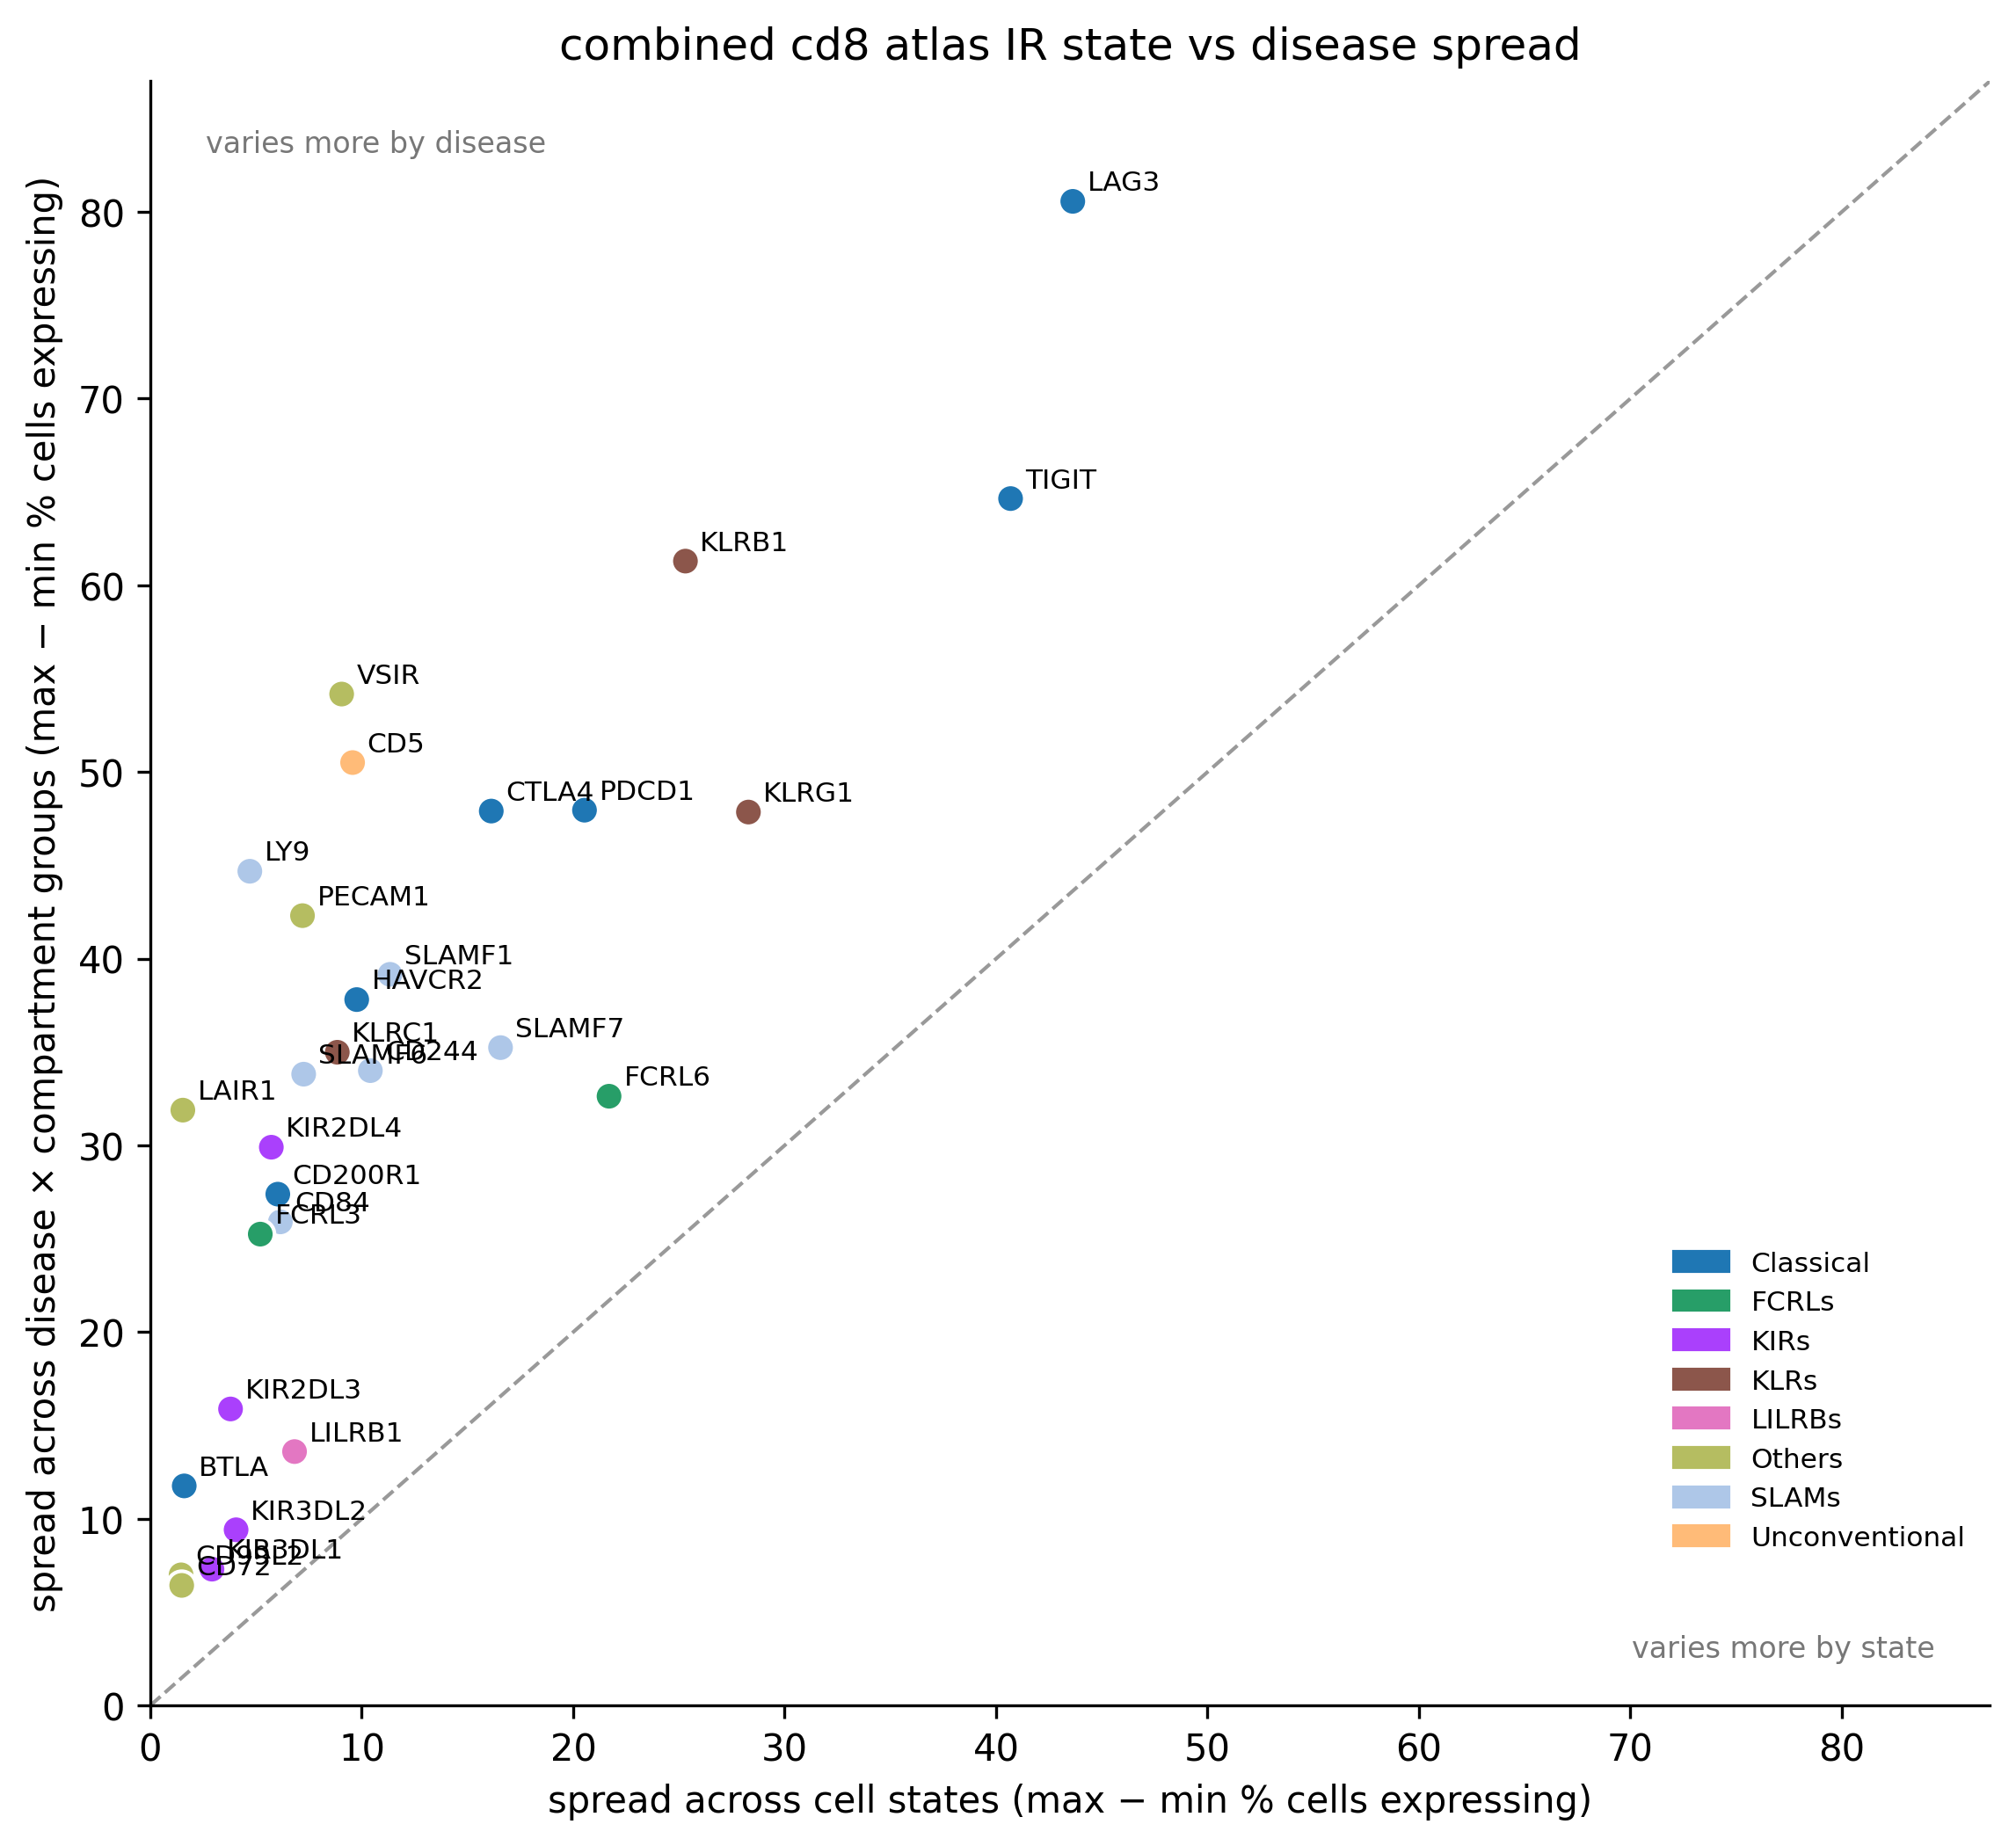 combined cd8 atlas IR state vs disease spread
varies more by disease
spread across disease × compartment groups (max − min % cells expressing)
80
70
60
50
40
30
20
10
0
LAG3
TIGIT
KLRB1
VSIR
CD5
CTLA4
PDCD1
KLRG1
LY9
PECAM1
SLAMF1
HAVCR2
KLRC1
SLAMF7
SLAMF6
CD244
FCRL6
LAIR1
KIR2DL4
CD200R1
CD84
FCRL3
KIR2DL3
LILRB1
BTLA
KIR3DL2
KIR3DL1
CD72
Classical
FCRLs
KIRs
KLRs
LILRBs
Others
SLAMs
Unconventional
varies more by state
0 10 20 30 40 50 60 70 80
spread across cell states (max − min % cells expressing)